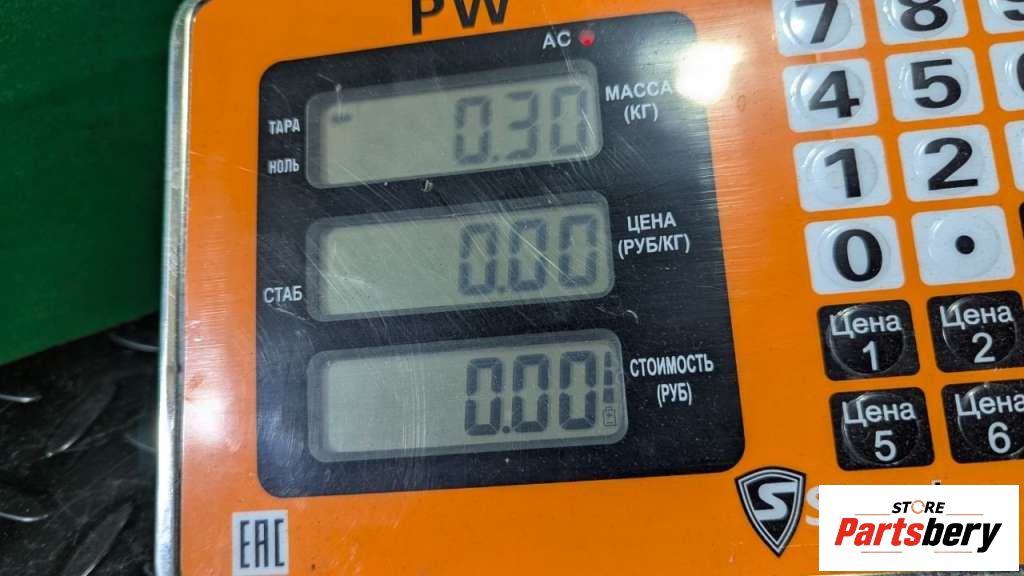 PW
AC
ТАРА
НОЛЬ
0.30
МАССА
(КГ)
СТАБ
0.00
ЦЕНА
(РУБ/КГ)
0.00
СТОИМОСТЬ
(РУБ)
7 8
4 5
1 2
0 .
Цена
1
Цена
2
Цена
5
Цена
6
EAC
S
STORE
Partsbery